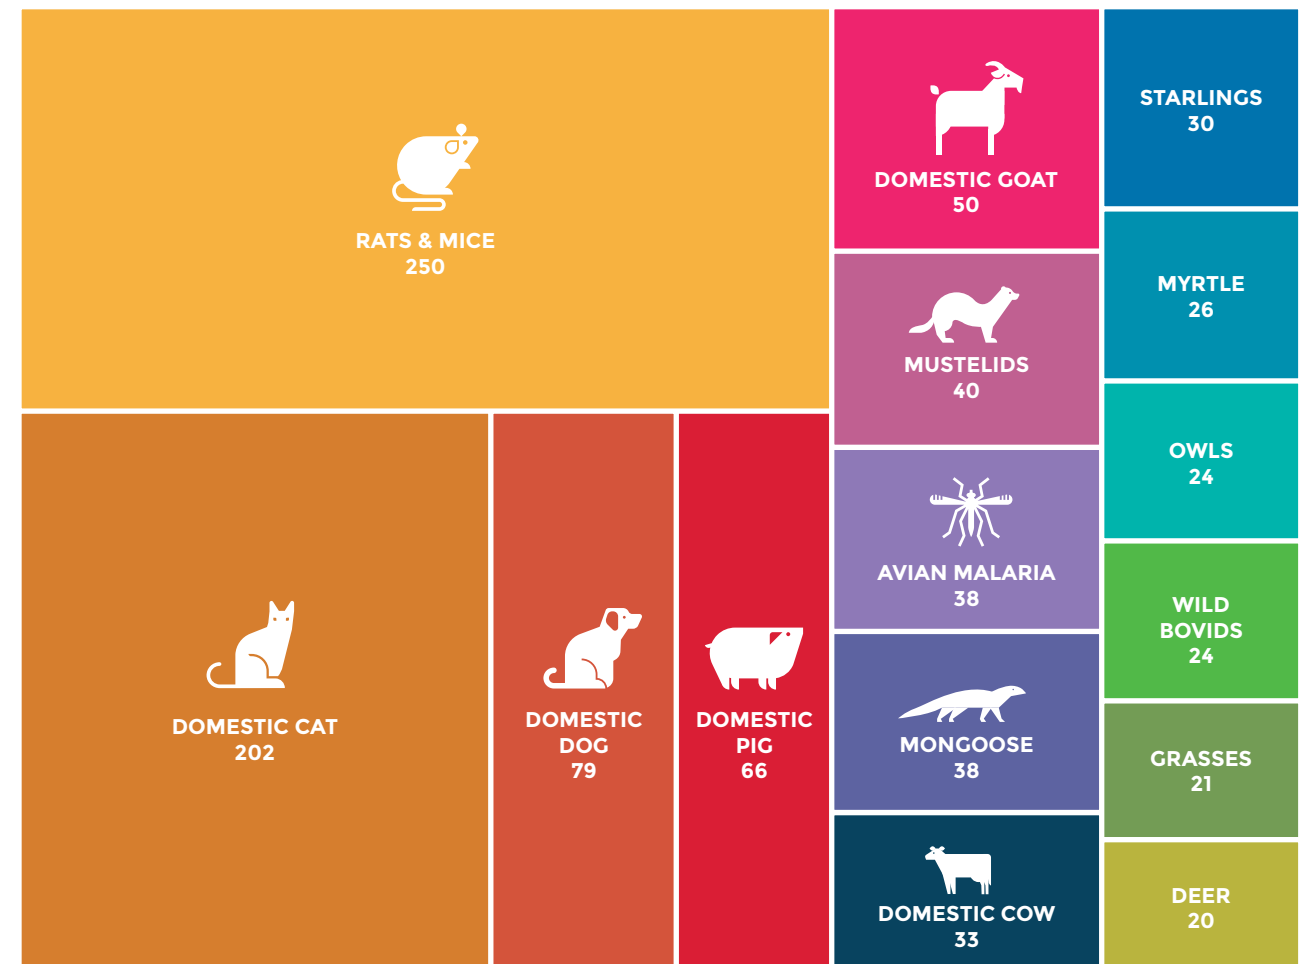 RATS & MICE
250
DOMESTIC CAT
202
DOMESTIC
DOG
79
DOMESTIC
PIG
66
DOMESTIC GOAT
50
MUSTELIDS
40
AVIAN MALARIA
38
MONGOOSE
38
DOMESTIC COW
33
STARLINGS
30
MYRTLE
26
OWLS
24
WILD
BOVIDS
24
GRASSES
21
DEER
20